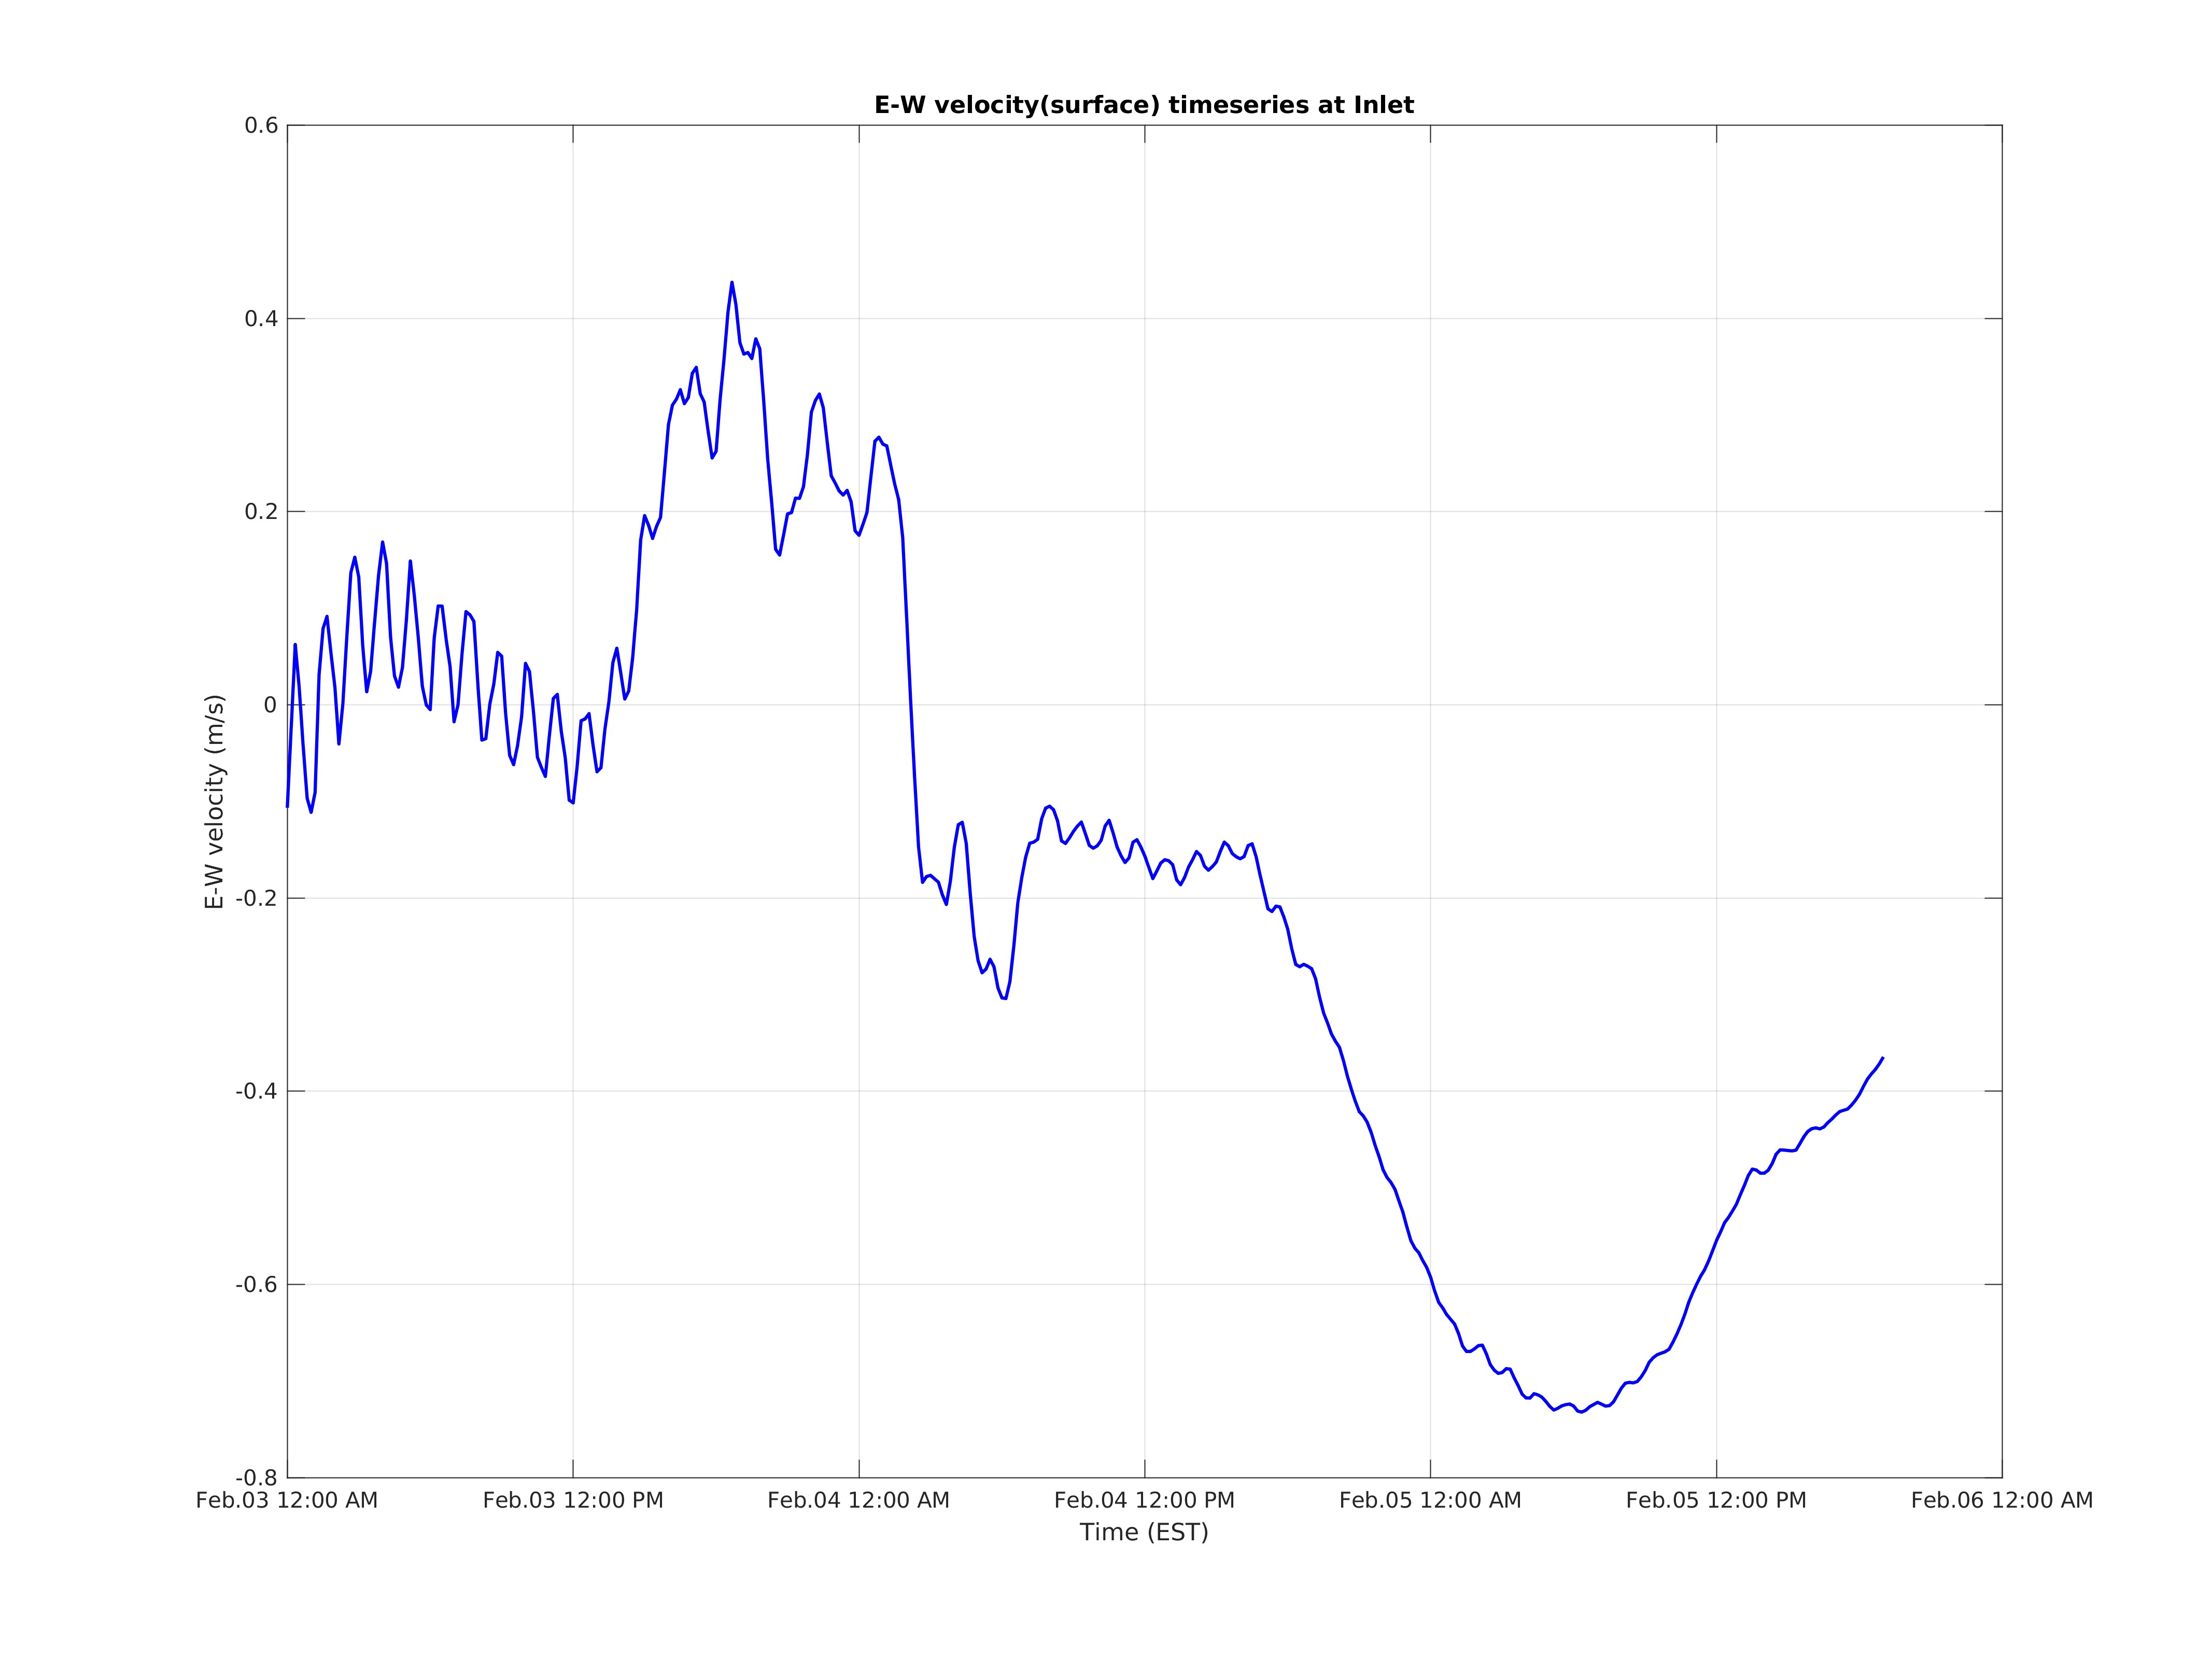 E-W velocity(surface) timeseries at Inlet
0.6
0.4
0.2
0
-0.2
-0.4
-0.6
-0.8
E-W velocity (m/s)
Feb.03 12:00 AM Feb.03 12:00 PM Feb.04 12:00 AM Feb.04 12:00 PM Feb.05 12:00 AM Feb.05 12:00 PM Feb.06 12:00 AM
Time (EST)